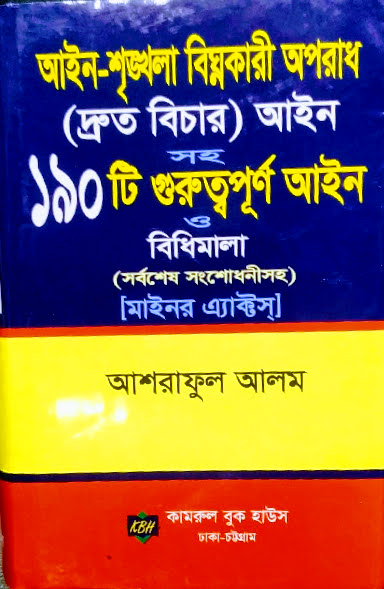 আইন-শৃঙ্খলা বিঘ্নকারী অপরাধ
(দ্রুত বিচার) আইন
সহ
১৯০ টি গুরুত্বপূর্ণ আইন
ও
বিধিমালা
(সর্বশেষ সংশোধনীসহ)
[মাইনর এ্যাক্টস্]
আশরাফুল আলম
KBH কামরুল বুক হাউস
ঢাকা-চট্টগ্রাম